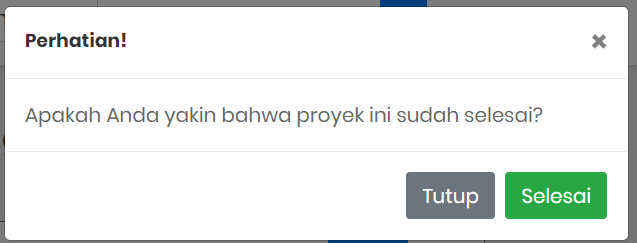 Perhatian!
Apakah Anda yakin bahwa proyek ini sudah selesai?
Tutup
Selesai